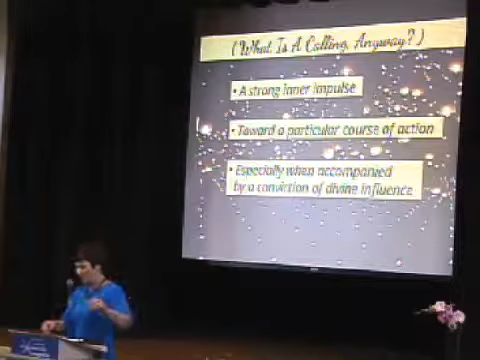 (What Is A Calling, Anyway?)
• A strong inner impulse
• Toward a particular course of action
• Especially when accompanied
by a conviction of divine influence